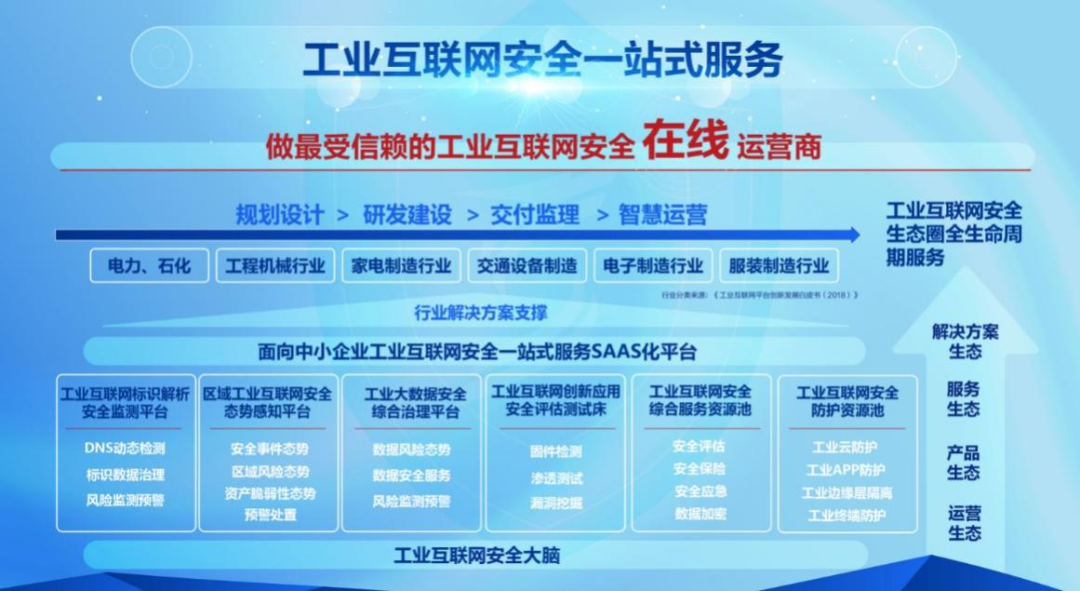 工业互联网安全一站式服务
做最受信赖的工业互联网安全 在线 运营商
规划设计 > 研发建设 > 交付监理 > 智慧运营
工业互联网安全
生态圈全生命周
期服务
电力、石化
工程机械行业
家电制造行业
交通设备制造
电子制造行业
服装制造行业
行业分类来源：《工业互联网平台创新发展白皮书（2018）》
行业解决方案支撑
面向中小企业工业互联网安全一站式服务SAAS化平台
工业互联网标识解析
安全监测平台
DNS动态检测
标识数据治理
风险监测预警
区域工业互联网安全
态势感知平台
安全事件态势
区域风险态势
资产脆弱性态势
预警处置
工业大数据安全
综合治理平台
数据风险态势
数据安全服务
风险监测预警
工业互联网创新应用
安全评估测试床
固件检测
渗透测试
漏洞挖掘
工业互联网安全
综合服务资源池
安全评估
安全保险
安全应急
数据加密
工业互联网安全
防护资源池
工业云防护
工业APP防护
工业边缘层隔离
工业终端防护
解决方案
生态
服务
生态
产品
生态
运营
生态
工业互联网安全大脑